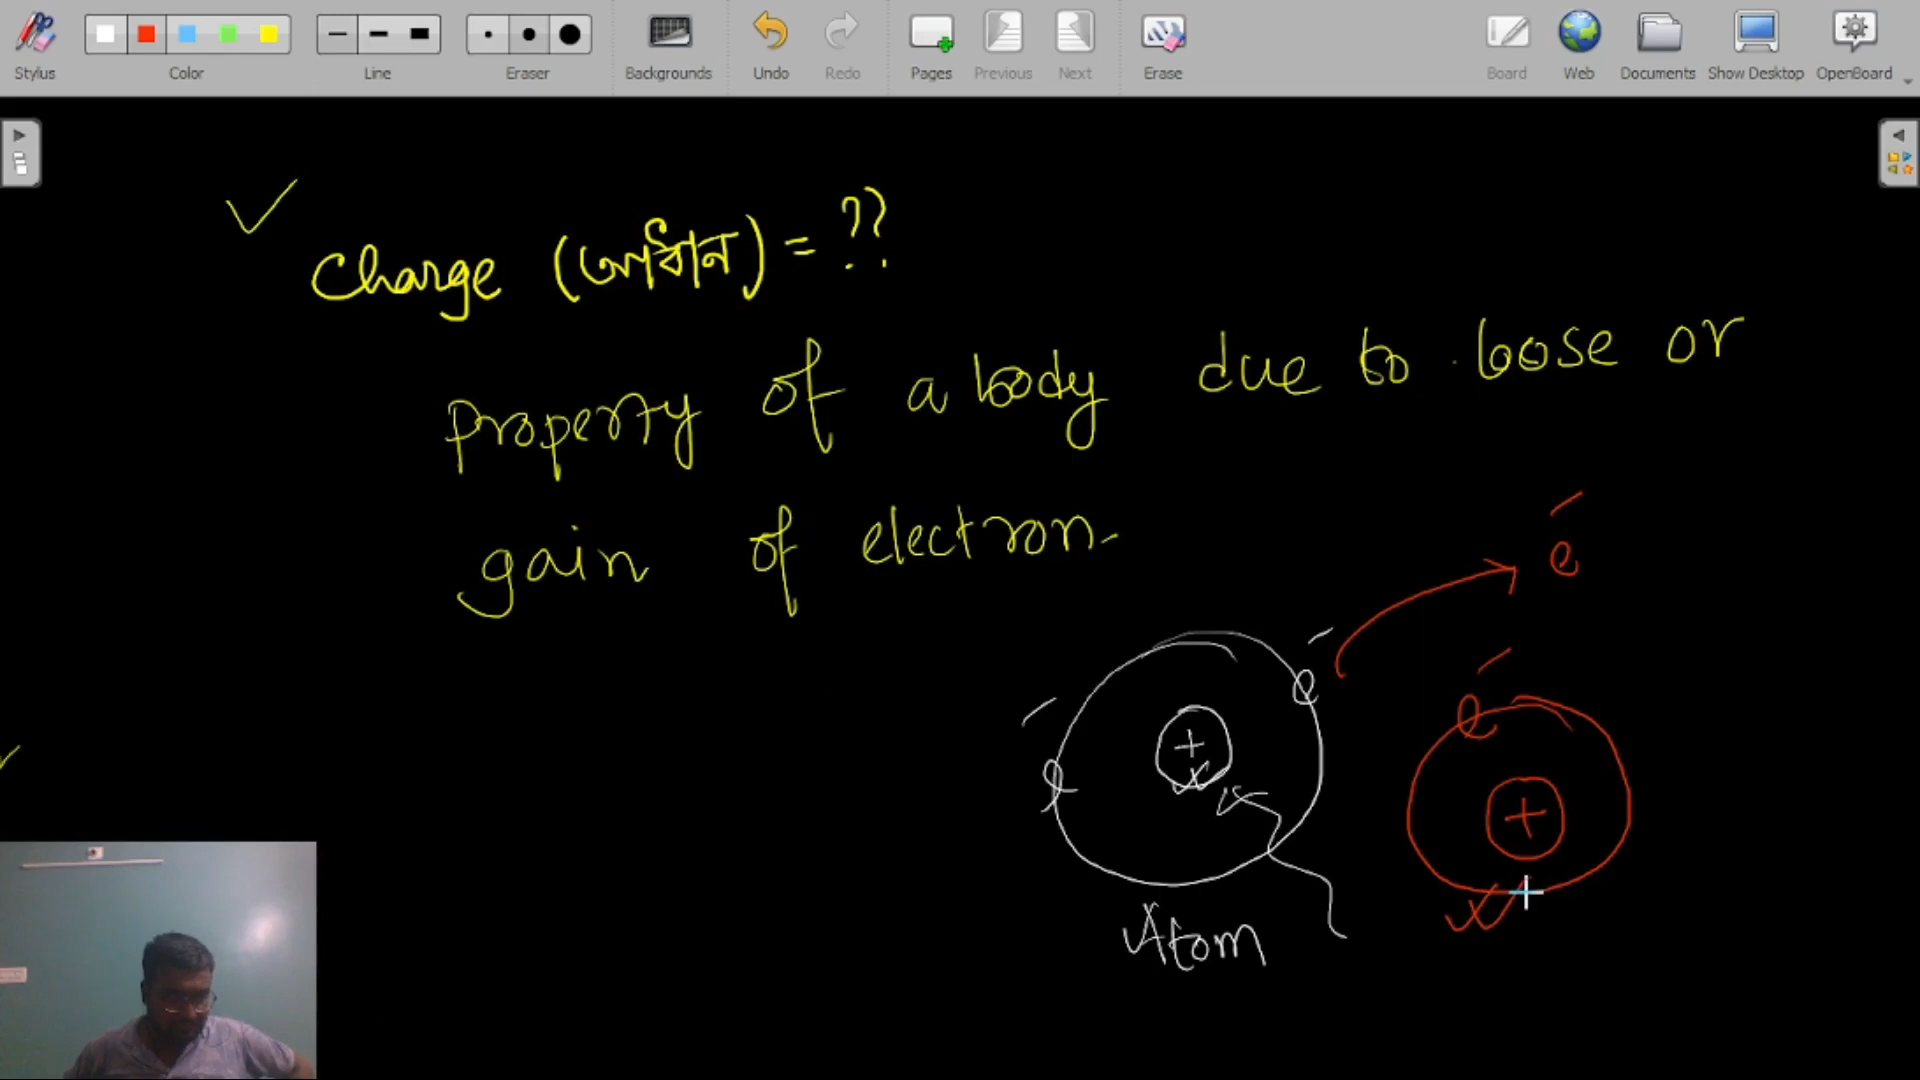 Stylus
Color
Line
Eraser
Backgrounds
Undo
Redo
Pages
Previous
Next
Erase
Board
Web
Documents
Show Desktop
OpenBoard
Charge (আধান) = ??
property of a body due to loose or
gain of electron.
e⁻
e⁻
e⁻
e⁻
+
+
Atom